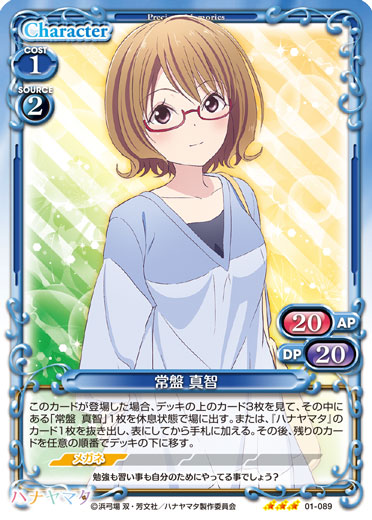 Precious Memories
Character
COST
1
SOURCE
2
20 AP
DP 20
常盤 真智
このカードが登場した場合、デッキの上のカード3枚を見て、その中に
ある「常盤 真智」1枚を休息状態で場に出す。または、『ハナヤマタ』の
カード1枚を抜き出し、表にしてから手札に加える。その後、残りのカー
ドを任意の順番でデッキの下に移す。
メガネ
勉強も習い事も自分のためにやってる事でしょう?
ハナヤマタ
©浜弓場 双・芳文社/ハナヤマタ製作委員会
01-089